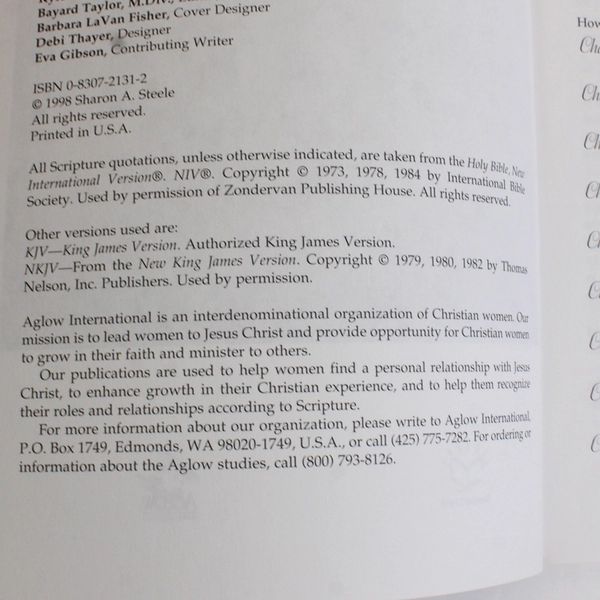 Bayard Taylor, M.Div.,
Barbara LaVan Fisher, Cover Designer
Debi Thayer, Designer
Eva Gibson, Contributing Writer
ISBN 0-8307-2131-2
© 1998 Sharon A. Steele
All rights reserved.
Printed in U.S.A.
All Scripture quotations, unless otherwise indicated, are taken from the Holy Bible, New
International Version®. NIV®. Copyright © 1973, 1978, 1984 by International Bible
Society. Used by permission of Zondervan Publishing House. All rights reserved.
Other versions used are:
KJV—King James Version. Authorized King James Version.
NKJV—From the New King James Version. Copyright © 1979, 1980, 1982 by Thomas
Nelson, Inc. Publishers. Used by permission.
Aglow International is an interdenominational organization of Christian women. Our
mission is to lead women to Jesus Christ and provide opportunity for Christian women
to grow in their faith and minister to others.
Our publications are used to help women find a personal relationship with Jesus
Christ, to enhance growth in their Christian experience, and to help them recognize
their roles and relationships according to Scripture.
For more information about our organization, please write to Aglow International,
P.O. Box 1749, Edmonds, WA 98020-1749, U.S.A., or call (425) 775-7282. For ordering or
information about the Aglow studies, call (800) 793-8126.
How